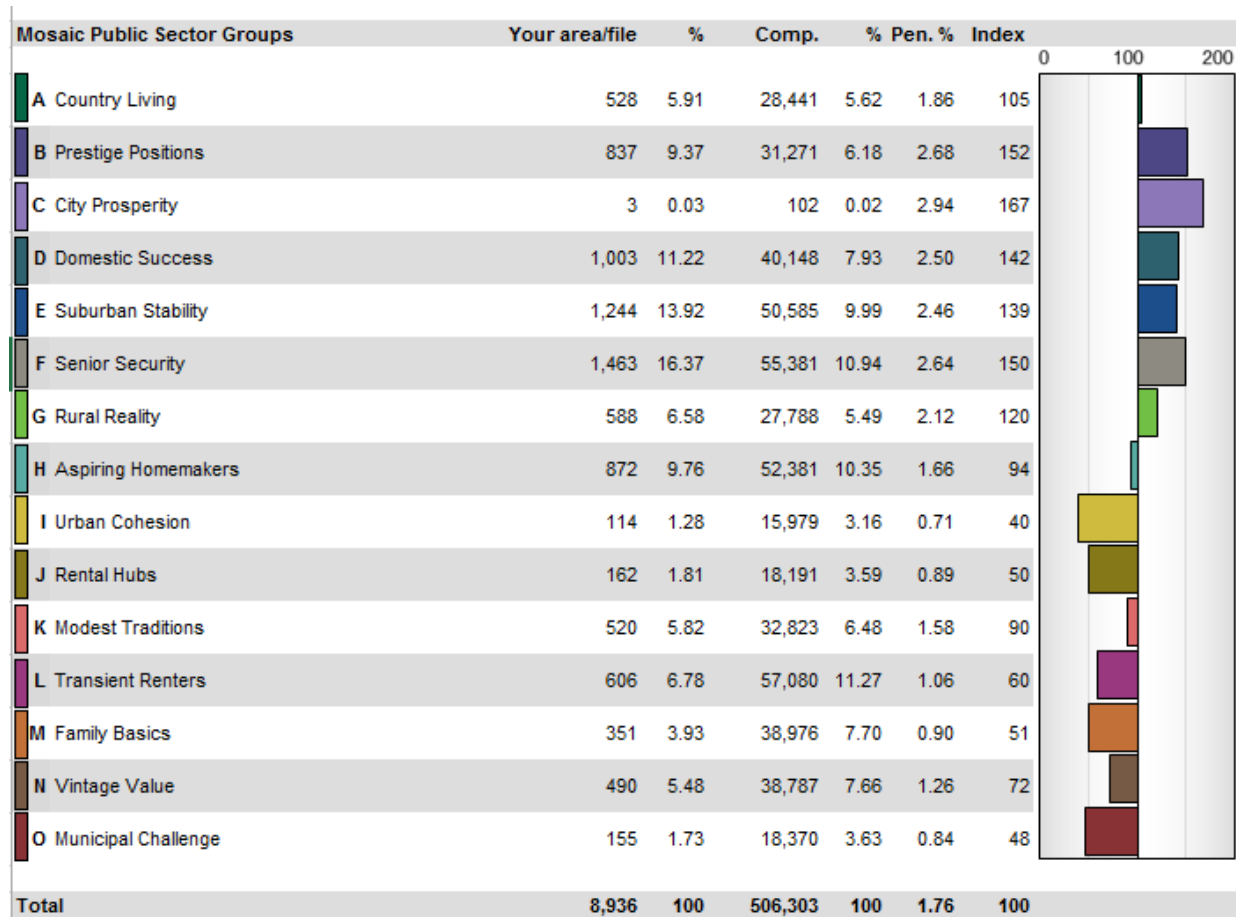 Mosaic Public Sector Groups Your area/file % Comp. % Pen. % Index
0 100 200
A Country Living 528 5.91 28,441 5.62 1.86 105
B Prestige Positions 837 9.37 31,271 6.18 2.68 152
C City Prosperity 3 0.03 102 0.02 2.94 167
D Domestic Success 1,003 11.22 40,148 7.93 2.50 142
E Suburban Stability 1,244 13.92 50,585 9.99 2.46 139
F Senior Security 1,463 16.37 55,381 10.94 2.64 150
G Rural Reality 588 6.58 27,788 5.49 2.12 120
H Aspiring Homemakers 872 9.76 52,381 10.35 1.66 94
I Urban Cohesion 114 1.28 15,979 3.16 0.71 40
J Rental Hubs 162 1.81 18,191 3.59 0.89 50
K Modest Traditions 520 5.82 32,823 6.48 1.58 90
L Transient Renters 606 6.78 57,080 11.27 1.06 60
M Family Basics 351 3.93 38,976 7.70 0.90 51
N Vintage Value 490 5.48 38,787 7.66 1.26 72
O Municipal Challenge 155 1.73 18,370 3.63 0.84 48
Total 8,936 100 506,303 100 1.76 100